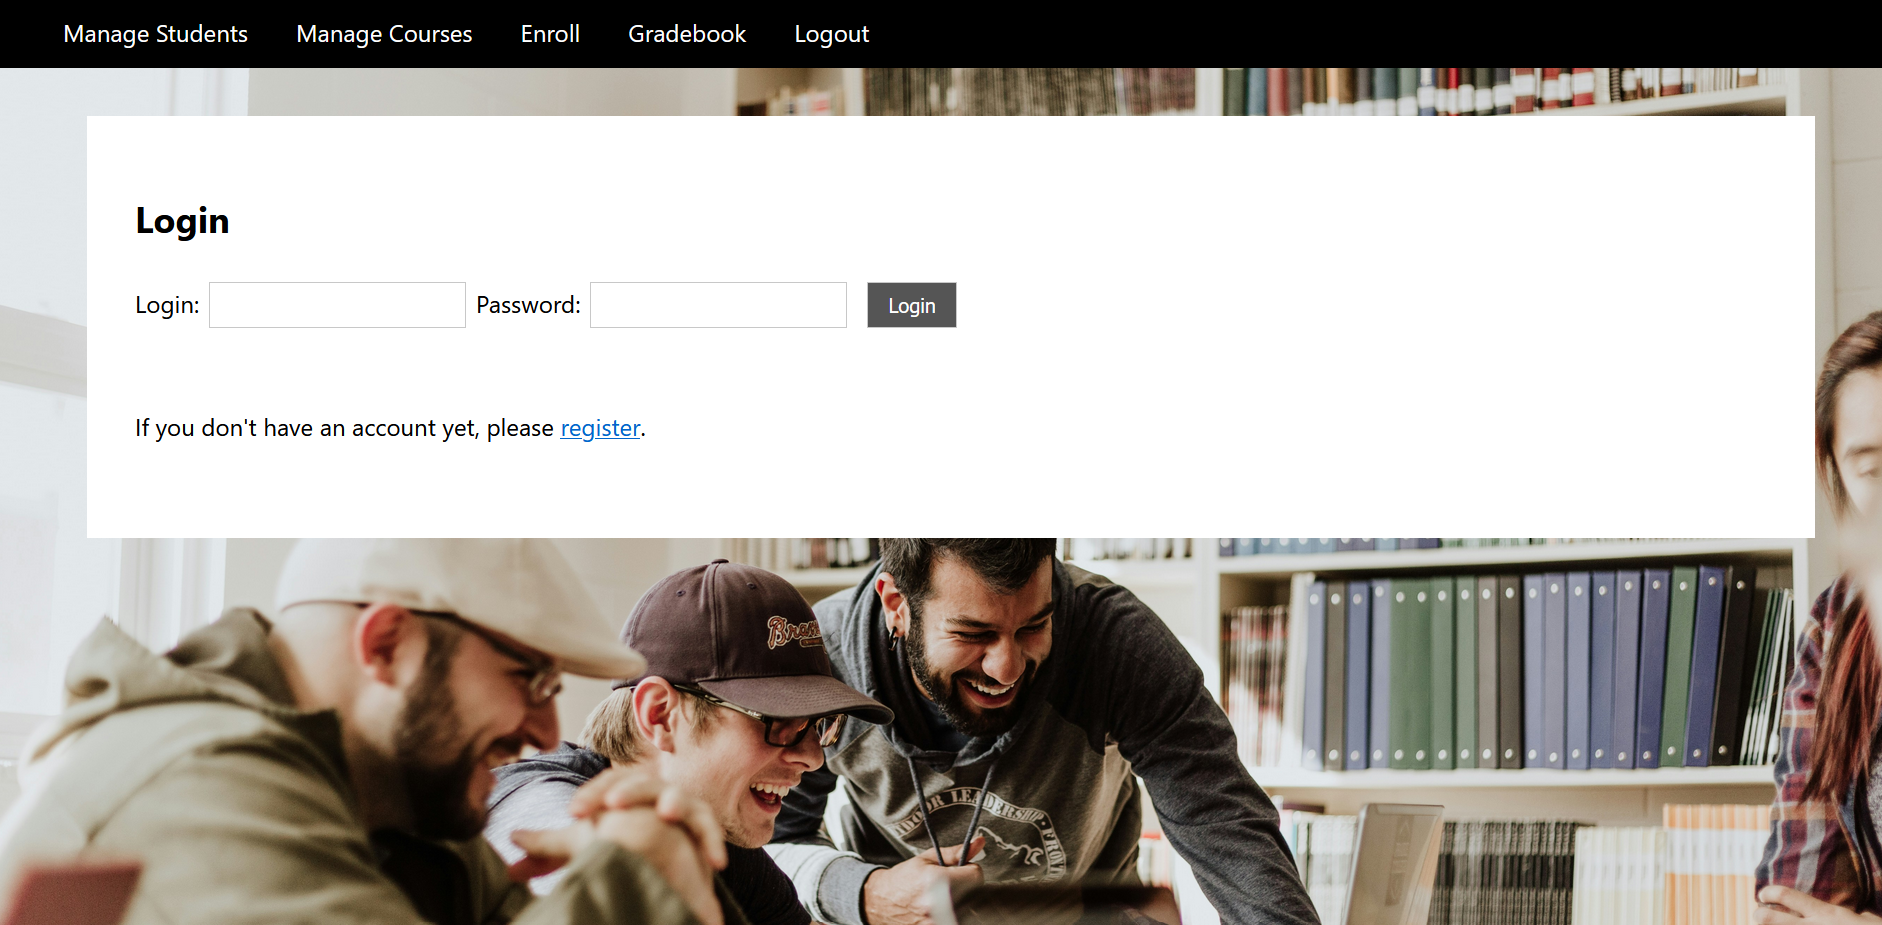 Manage Students Manage Courses Enroll Gradebook Logout
Login
Login: Password: Login
If you don't have an account yet, please register.